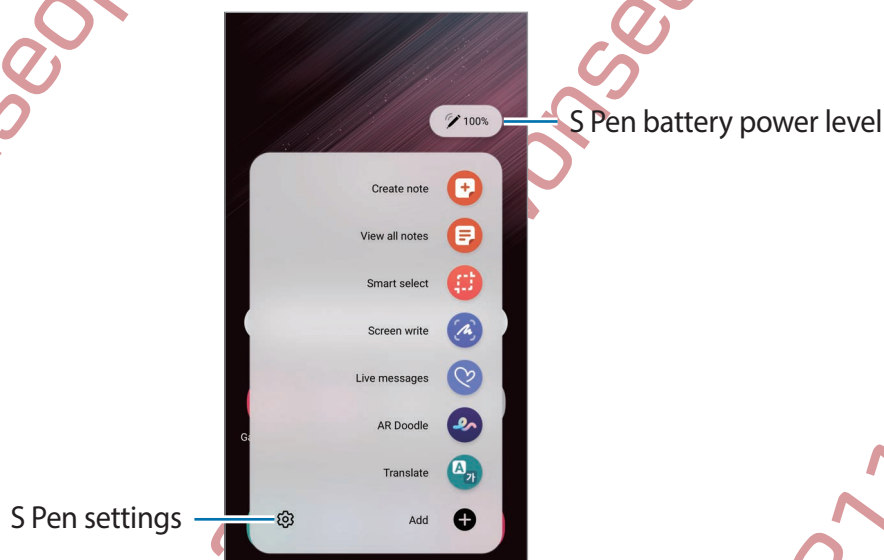 100%
S Pen battery power level
Create note
View all notes
Smart select
Screen write
Live messages
AR Doodle
Translate
A
가
S Pen settings
Add